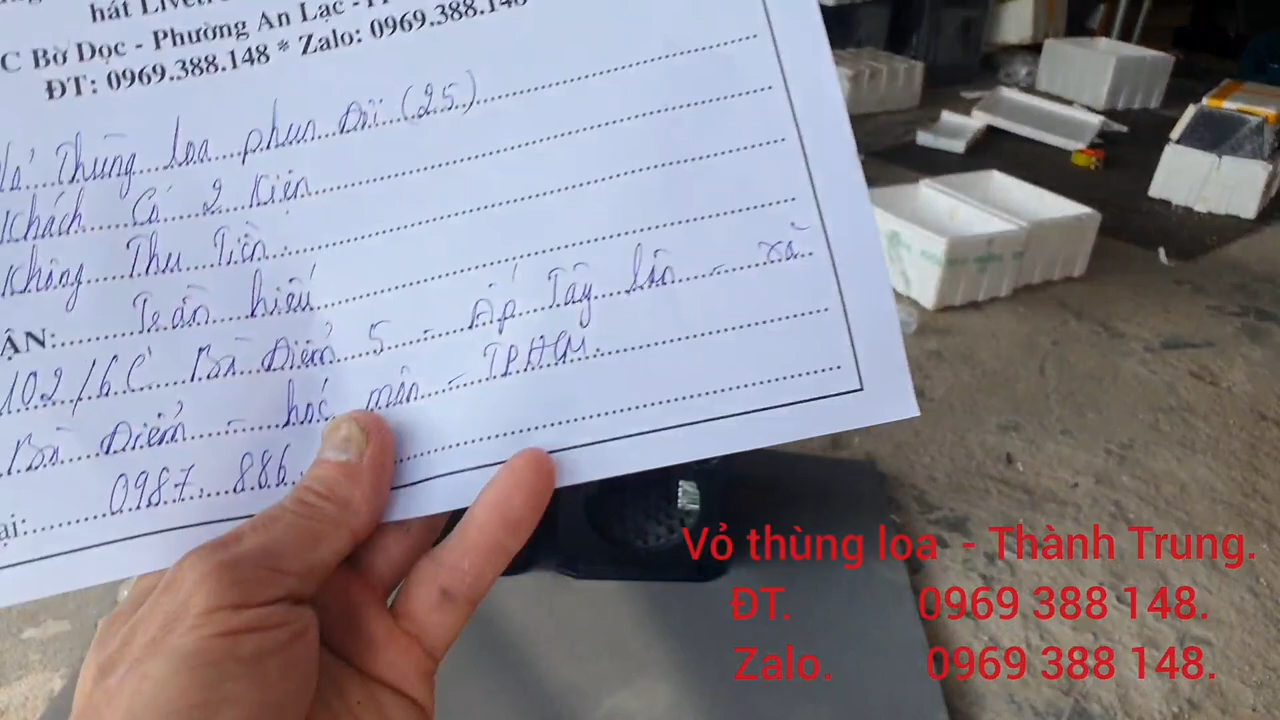 hát
C Bờ Dọc - Phường An Lạc -
ĐT: 0969.388.148 * Zalo: 0969.388.148
Vỏ Thùng loa phun Đôi (25)
Khách Có 2 Kiện
Không Thu Tiền
ẬN: Trần hiếu
102/6C Bà Điểm 5 - Ấp Tây lân - xã
Bà Điểm - hóc môn - TPHCM
ại: 0987 886
Vỏ thùng loa - Thành Trung.
ĐT. 0969 388 148.
Zalo. 0969 388 148.